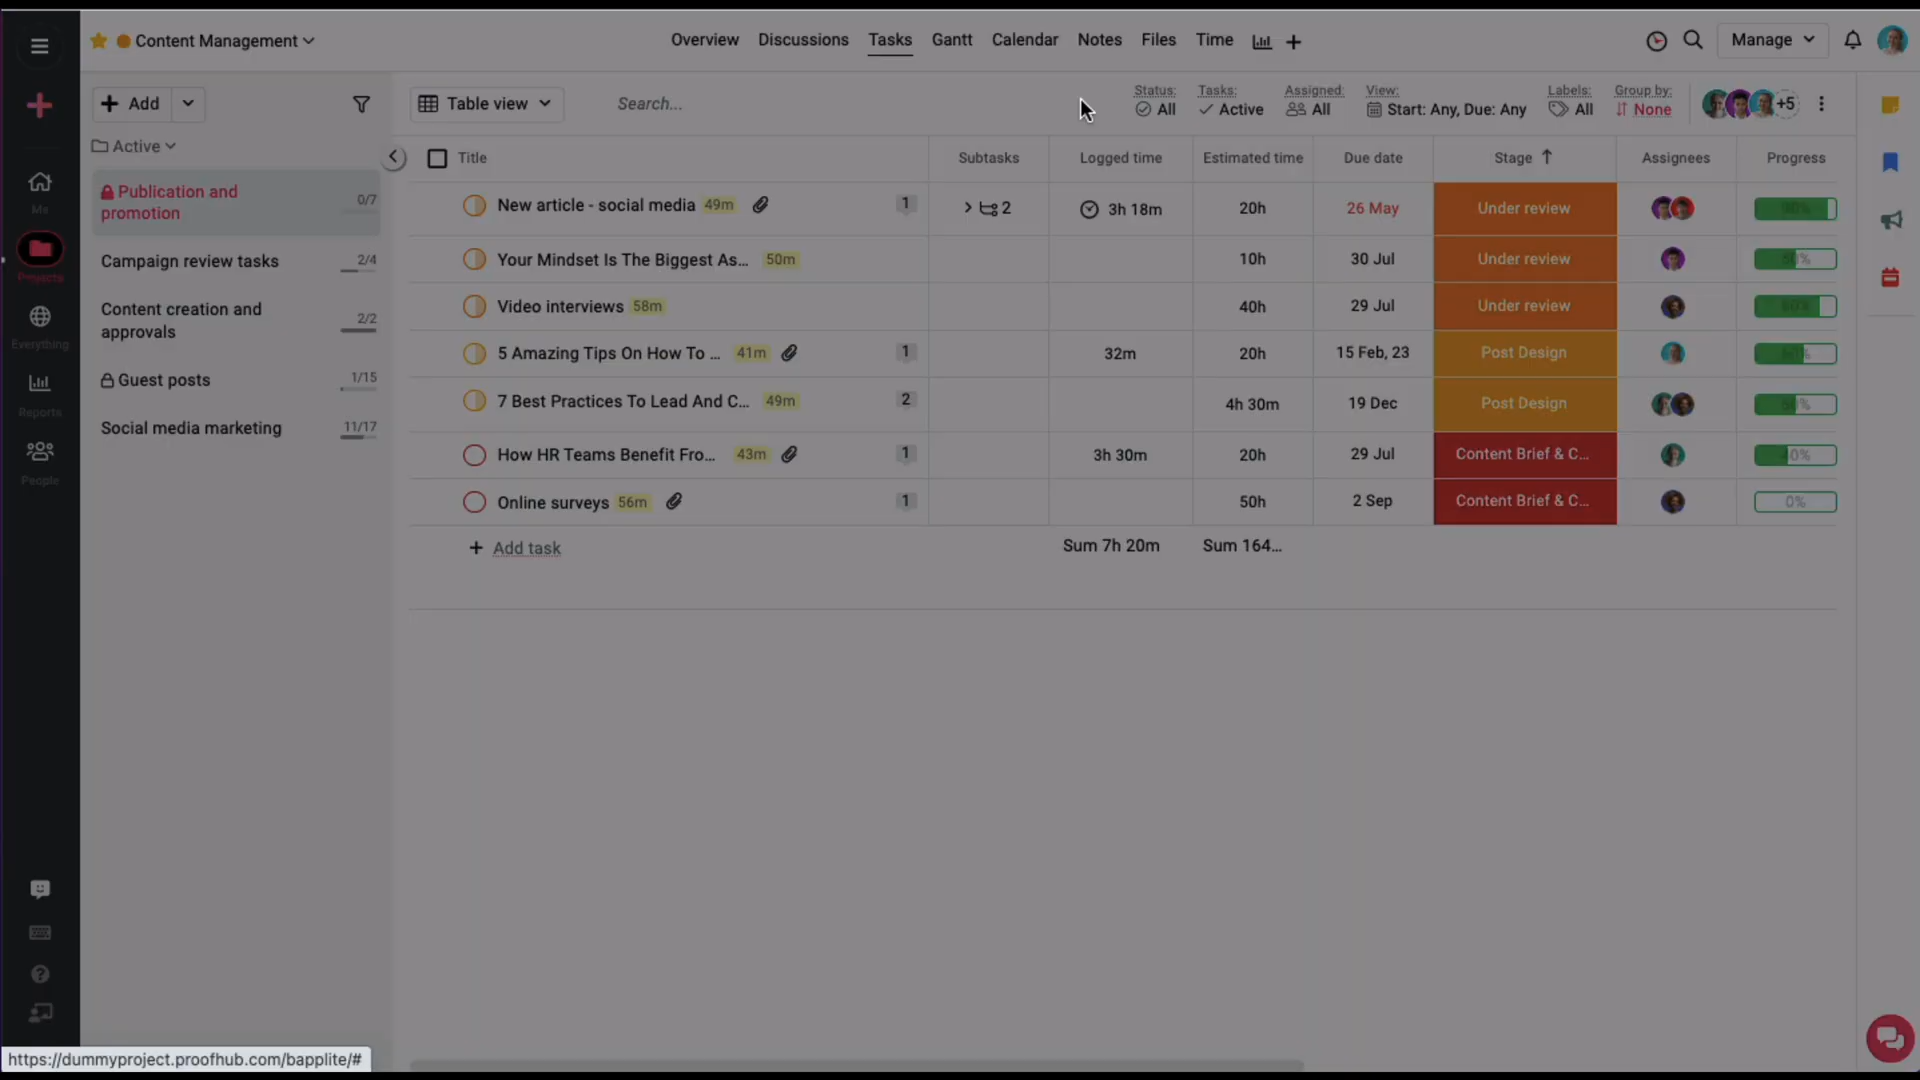 Content Management
Overview Discussions Tasks Gantt Calendar Notes Files Time
Manage
Add
Table view
Search...
Status: All
Tasks: Active
Assigned: All
View: Start: Any, Due: Any
Labels: All
Group by: None
+5
Active
Publication and promotion 0/7
Campaign review tasks 2/4
Content creation and approvals 2/2
Guest posts 1/15
Social media marketing 11/17
Me
Projects
Everything
Reports
People
Title Subtasks Logged time Estimated time Due date Stage Assignees Progress
New article - social media 49m 1 2 3h 18m 20h 26 May Under review
Your Mindset Is The Biggest As... 50m 10h 30 Jul Under review
Video interviews 58m 40h 29 Jul Under review
5 Amazing Tips On How To ... 41m 1 32m 20h 15 Feb, 23 Post Design
7 Best Practices To Lead And C... 49m 2 4h 30m 19 Dec Post Design
How HR Teams Benefit Fro... 43m 1 3h 30m 20h 29 Jul Content Brief & C...
Online surveys 56m 1 50h 2 Sep Content Brief & C... 0%
Add task Sum 7h 20m Sum 164...
https://dummyproject.proofhub.com/bapplite/#